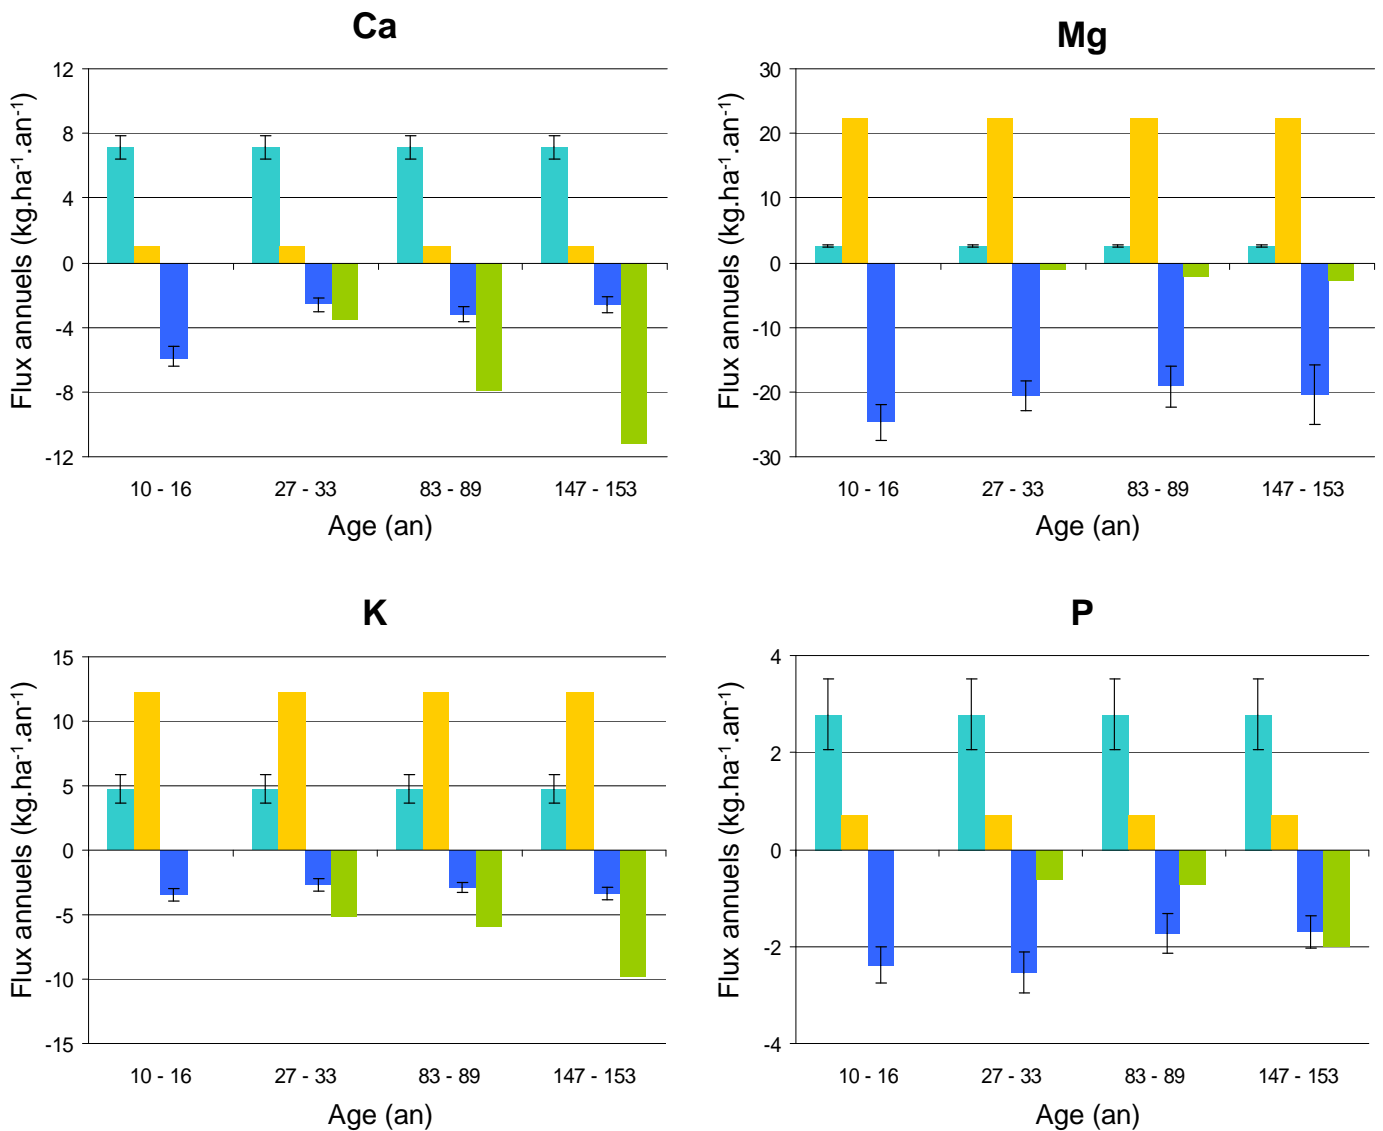 Ca
Flux annuels (kg.ha⁻¹.an⁻¹)
12
8
4
0
-4
-8
-12
10 - 16 27 - 33 83 - 89 147 - 153
Age (an)
Mg
Flux annuels (kg.ha⁻¹.an⁻¹)
30
20
10
0
-10
-20
-30
10 - 16 27 - 33 83 - 89 147 - 153
Age (an)
K
Flux annuels (kg.ha⁻¹.an⁻¹)
15
10
5
0
-5
-10
-15
10 - 16 27 - 33 83 - 89 147 - 153
Age (an)
P
Flux annuels (kg.ha⁻¹.an⁻¹)
4
2
0
-2
-4
10 - 16 27 - 33 83 - 89 147 - 153
Age (an)